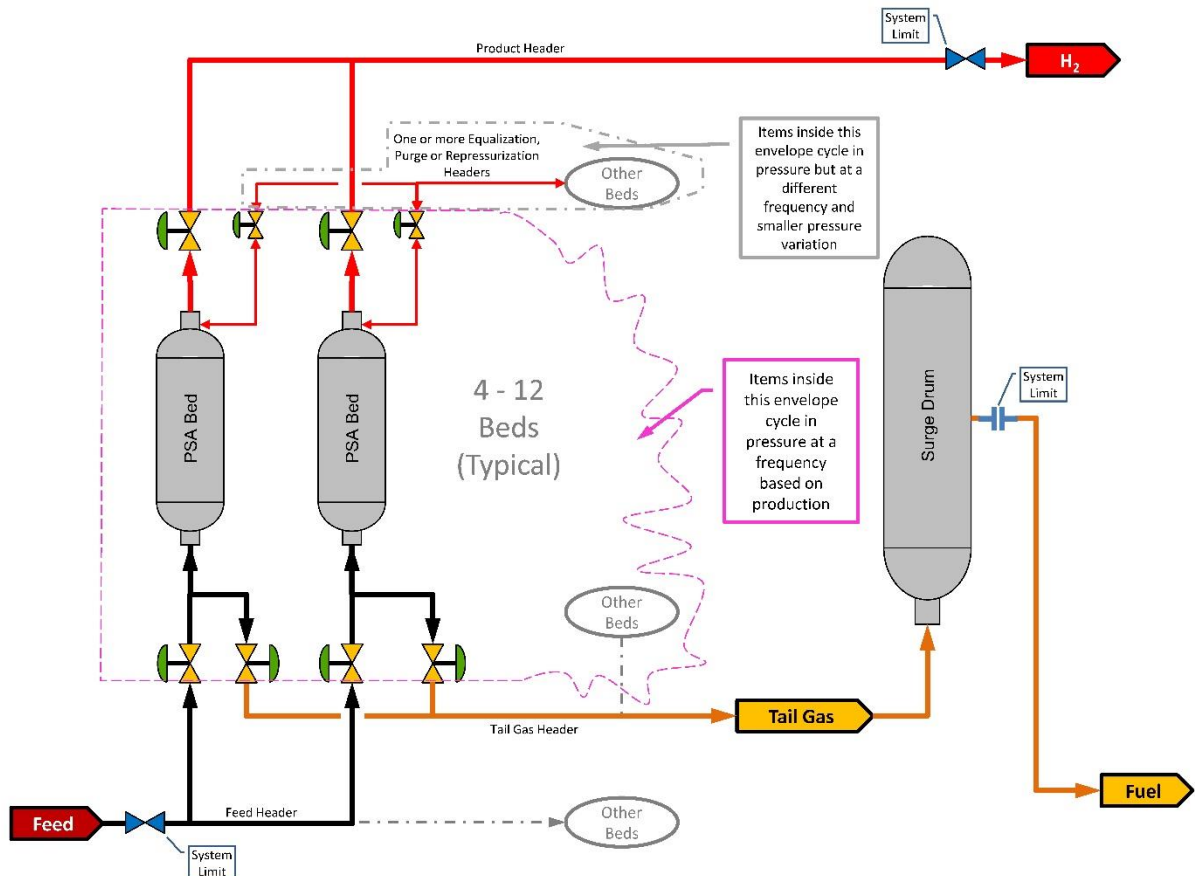 System
Limit
Product Header
H2
One or more Equalization,
Purge or Repressurization
Headers
Other
Beds
Items inside this
envelope cycle in
pressure but at a
different
frequency and
smaller pressure
variation
PSA Bed
PSA Bed
4 - 12
Beds
(Typical)
Items inside
this envelope
cycle in
pressure at a
frequency
based on
production
Surge Drum
System
Limit
Other
Beds
Tail Gas Header
Tail Gas
Fuel
Feed
Feed Header
Other
Beds
System
Limit